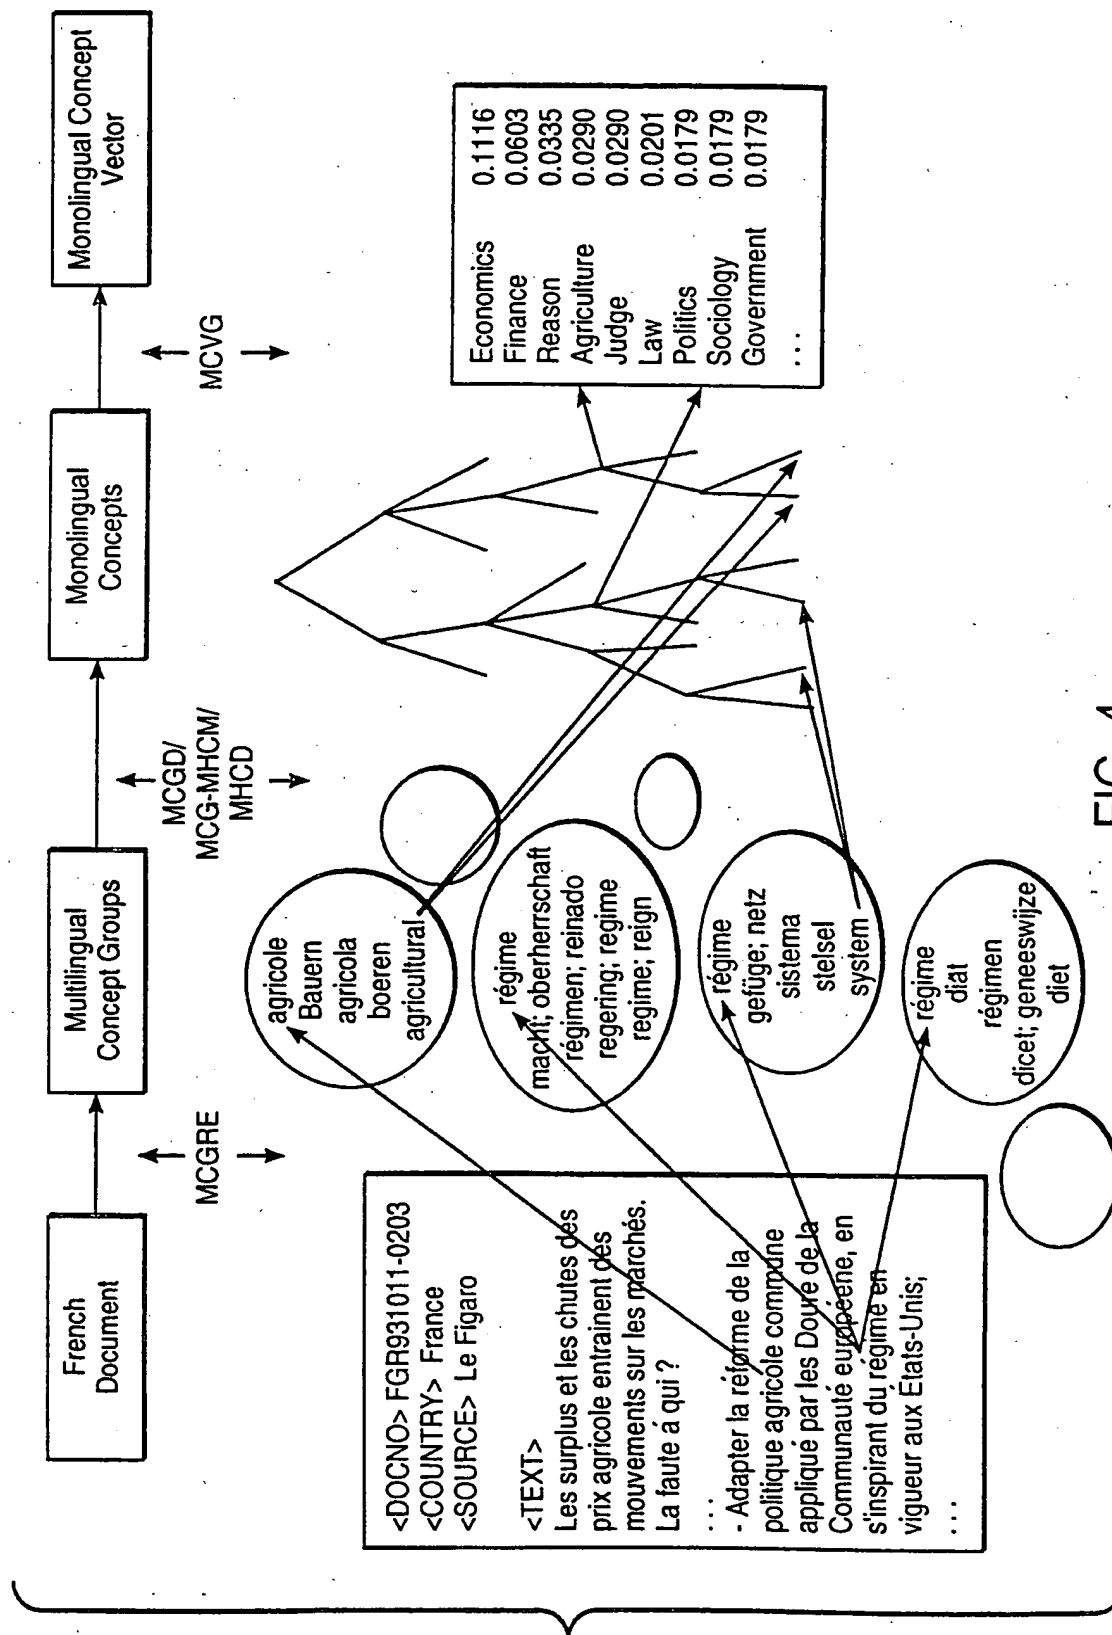 French
Document
Multilingual
Concept Groups
Monolingual
Concepts
Monolingual Concept
Vector
MCGRE
MCGD/
MCG-MHCM/
MHCD
MCVG
<DOCNO> FGR931011-0203
<COUNTRY> France
<SOURCE> Le Figaro
<TEXT>
Les surplus et les chutes des
prix agricole entrainent des
mouvements sur les marchés.
La faute á qui ?
...
- Adapter la réforme de la
politique agricole commune
appliqué par les Doure de la
Communauté européene, en
s'inspirant du régime en
vigueur aux Etats-Unis;
...
agricole
Bauern
agricola
boeren
agricultural
régime
macht; oberherrschaft
régimen; reinado
regering; regime
regime; reign
régime
gefüge; netz
sistema
stelsel
system
régime
diät
régimen
dicet; geneeswijze
diet
Economics 0.1116
Finance 0.0603
Reason 0.0335
Agriculture 0.0290
Judge 0.0290
Law 0.0201
Politics 0.0179
Sociology 0.0179
Government 0.0179
...
FIG. 4